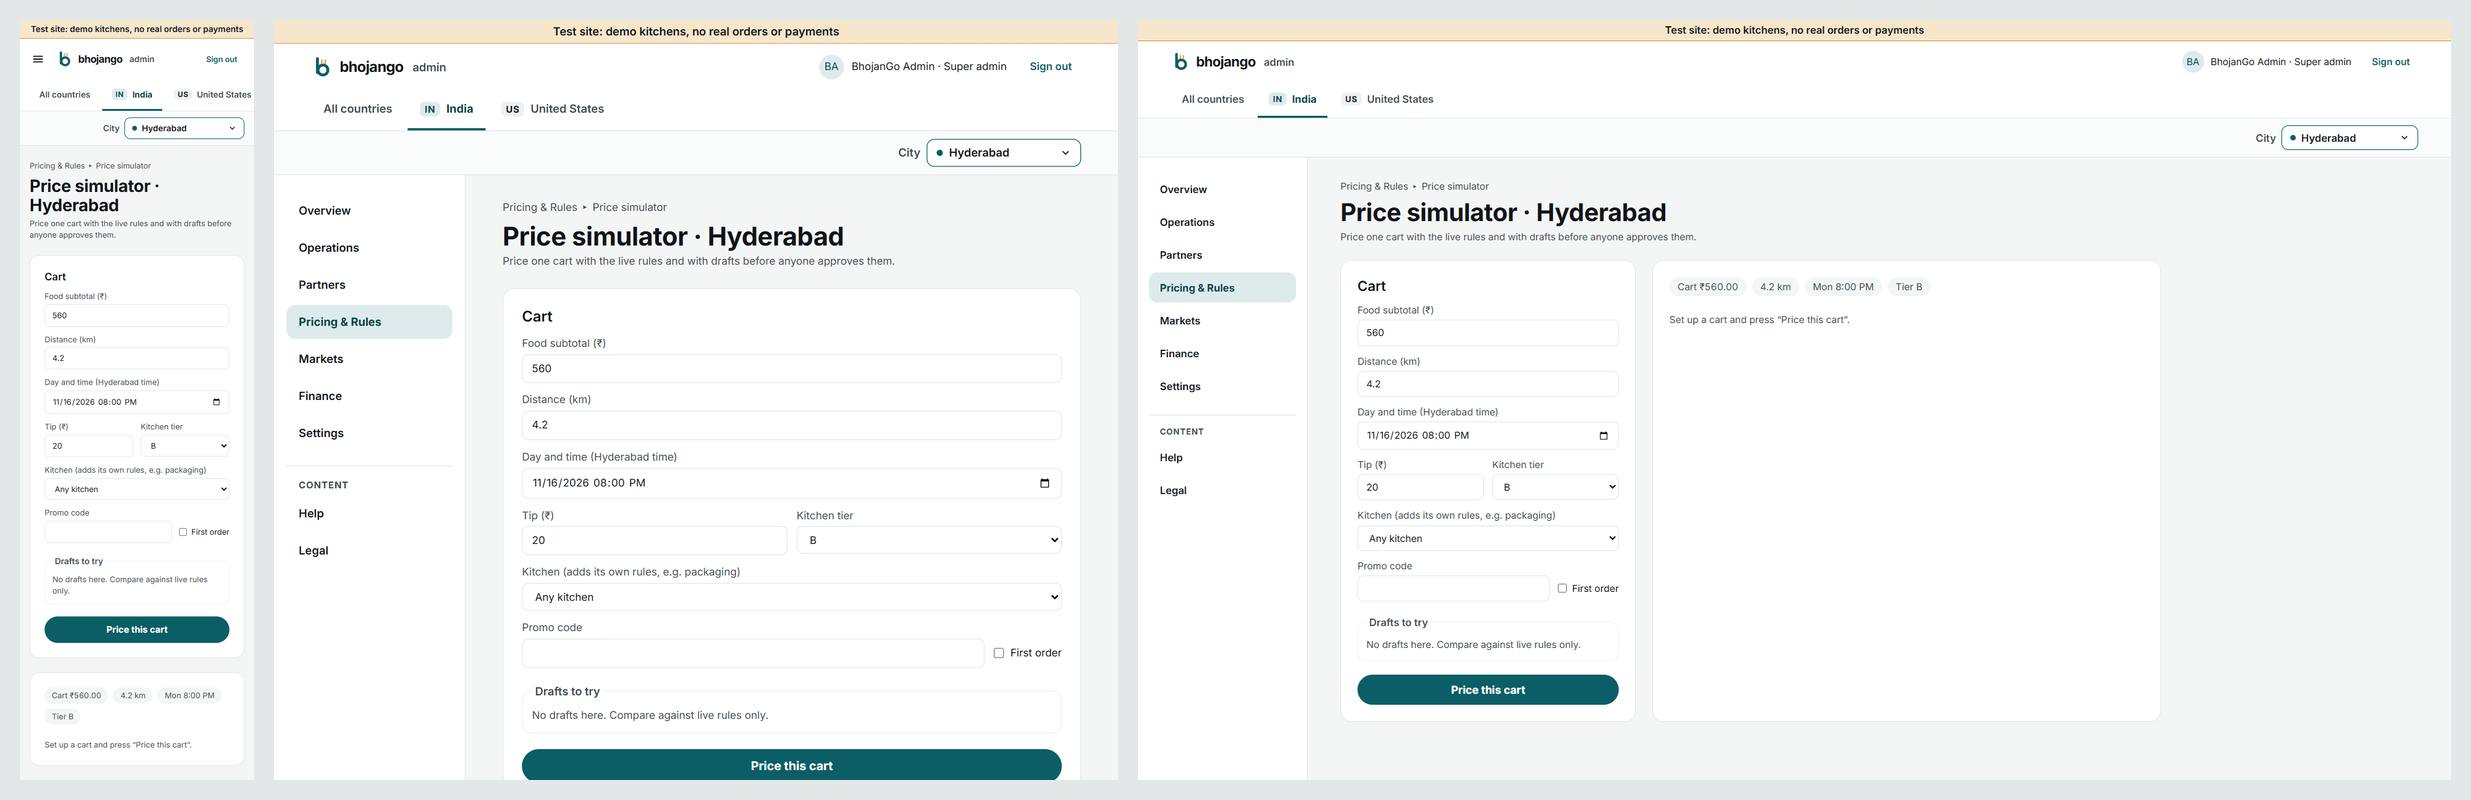 Test site: demo kitchens, no real orders or payments
bhojango admin Sign out
All countries IN India US United States
City Hyderabad
Pricing & Rules ▸ Price simulator
Price simulator ·
Hyderabad
Price one cart with the live rules and with drafts before
anyone approves them.
Cart
Food subtotal (₹)
560
Distance (km)
4.2
Day and time (Hyderabad time)
11/16/2026 08:00 PM
Tip (₹) Kitchen tier
20 B
Kitchen (adds its own rules, e.g. packaging)
Any kitchen
Promo code
First order
Drafts to try
No drafts here. Compare against live rules
only.
Price this cart
Cart ₹560.00 4.2 km Mon 8:00 PM
Tier B
Set up a cart and press “Price this cart”.
Test site: demo kitchens, no real orders or payments
bhojango admin BA BhojanGo Admin · Super admin Sign out
All countries IN India US United States
City Hyderabad
Overview
Operations
Partners
Pricing & Rules
Markets
Finance
Settings
CONTENT
Help
Legal
Pricing & Rules ▸ Price simulator
Price simulator · Hyderabad
Price one cart with the live rules and with drafts before anyone approves them.
Cart
Food subtotal (₹)
560
Distance (km)
4.2
Day and time (Hyderabad time)
11/16/2026 08:00 PM
Tip (₹) Kitchen tier
20 B
Kitchen (adds its own rules, e.g. packaging)
Any kitchen
Promo code
First order
Drafts to try
No drafts here. Compare against live rules only.
Price this cart
Test site: demo kitchens, no real orders or payments
bhojango admin BA BhojanGo Admin · Super admin Sign out
All countries IN India US United States
City Hyderabad
Overview
Operations
Partners
Pricing & Rules
Markets
Finance
Settings
CONTENT
Help
Legal
Pricing & Rules ▸ Price simulator
Price simulator · Hyderabad
Price one cart with the live rules and with drafts before anyone approves them.
Cart
Food subtotal (₹)
560
Distance (km)
4.2
Day and time (Hyderabad time)
11/16/2026 08:00 PM
Tip (₹) Kitchen tier
20 B
Kitchen (adds its own rules, e.g. packaging)
Any kitchen
Promo code
First order
Drafts to try
No drafts here. Compare against live rules only.
Price this cart
Cart ₹560.00 4.2 km Mon 8:00 PM Tier B
Set up a cart and press “Price this cart”.